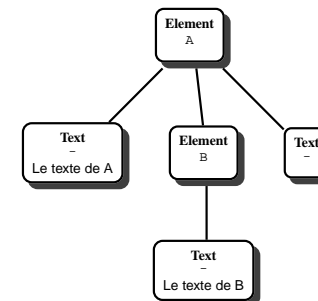 Element
A
Text
–
Le texte de A
Element
B
Text
–
Text
–
Le texte de B